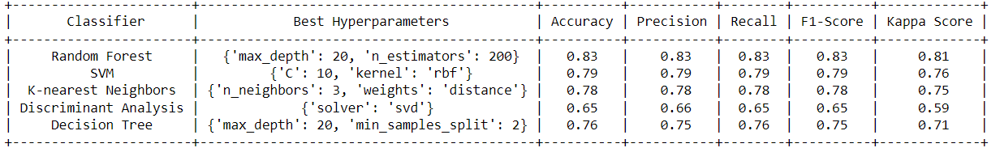 +----------------------+------------------------------------------+----------+-----------+--------+----------+-------------+
|      Classifier      |           Best Hyperparameters           | Accuracy | Precision | Recall | F1-Score | Kappa Score |
+----------------------+------------------------------------------+----------+-----------+--------+----------+-------------+
|    Random Forest     |  {'max_depth': 20, 'n_estimators': 200}  |   0.83   |    0.83   |  0.83  |   0.83   |     0.81    |
|         SVM          |        {'C': 10, 'kernel': 'rbf'}        |   0.79   |    0.79   |  0.79  |   0.79   |     0.76    |
| K-nearest Neighbors  | {'n_neighbors': 3, 'weights': 'distance'} |   0.78   |    0.78   |  0.78  |   0.78   |     0.75    |
| Discriminant Analysis |            {'solver': 'svd'}             |   0.65   |    0.66   |  0.65  |   0.65   |     0.59    |
|    Decision Tree     | {'max_depth': 20, 'min_samples_split': 2} |   0.76   |    0.75   |  0.76  |   0.75   |     0.71    |
+----------------------+------------------------------------------+----------+-----------+--------+----------+-------------+